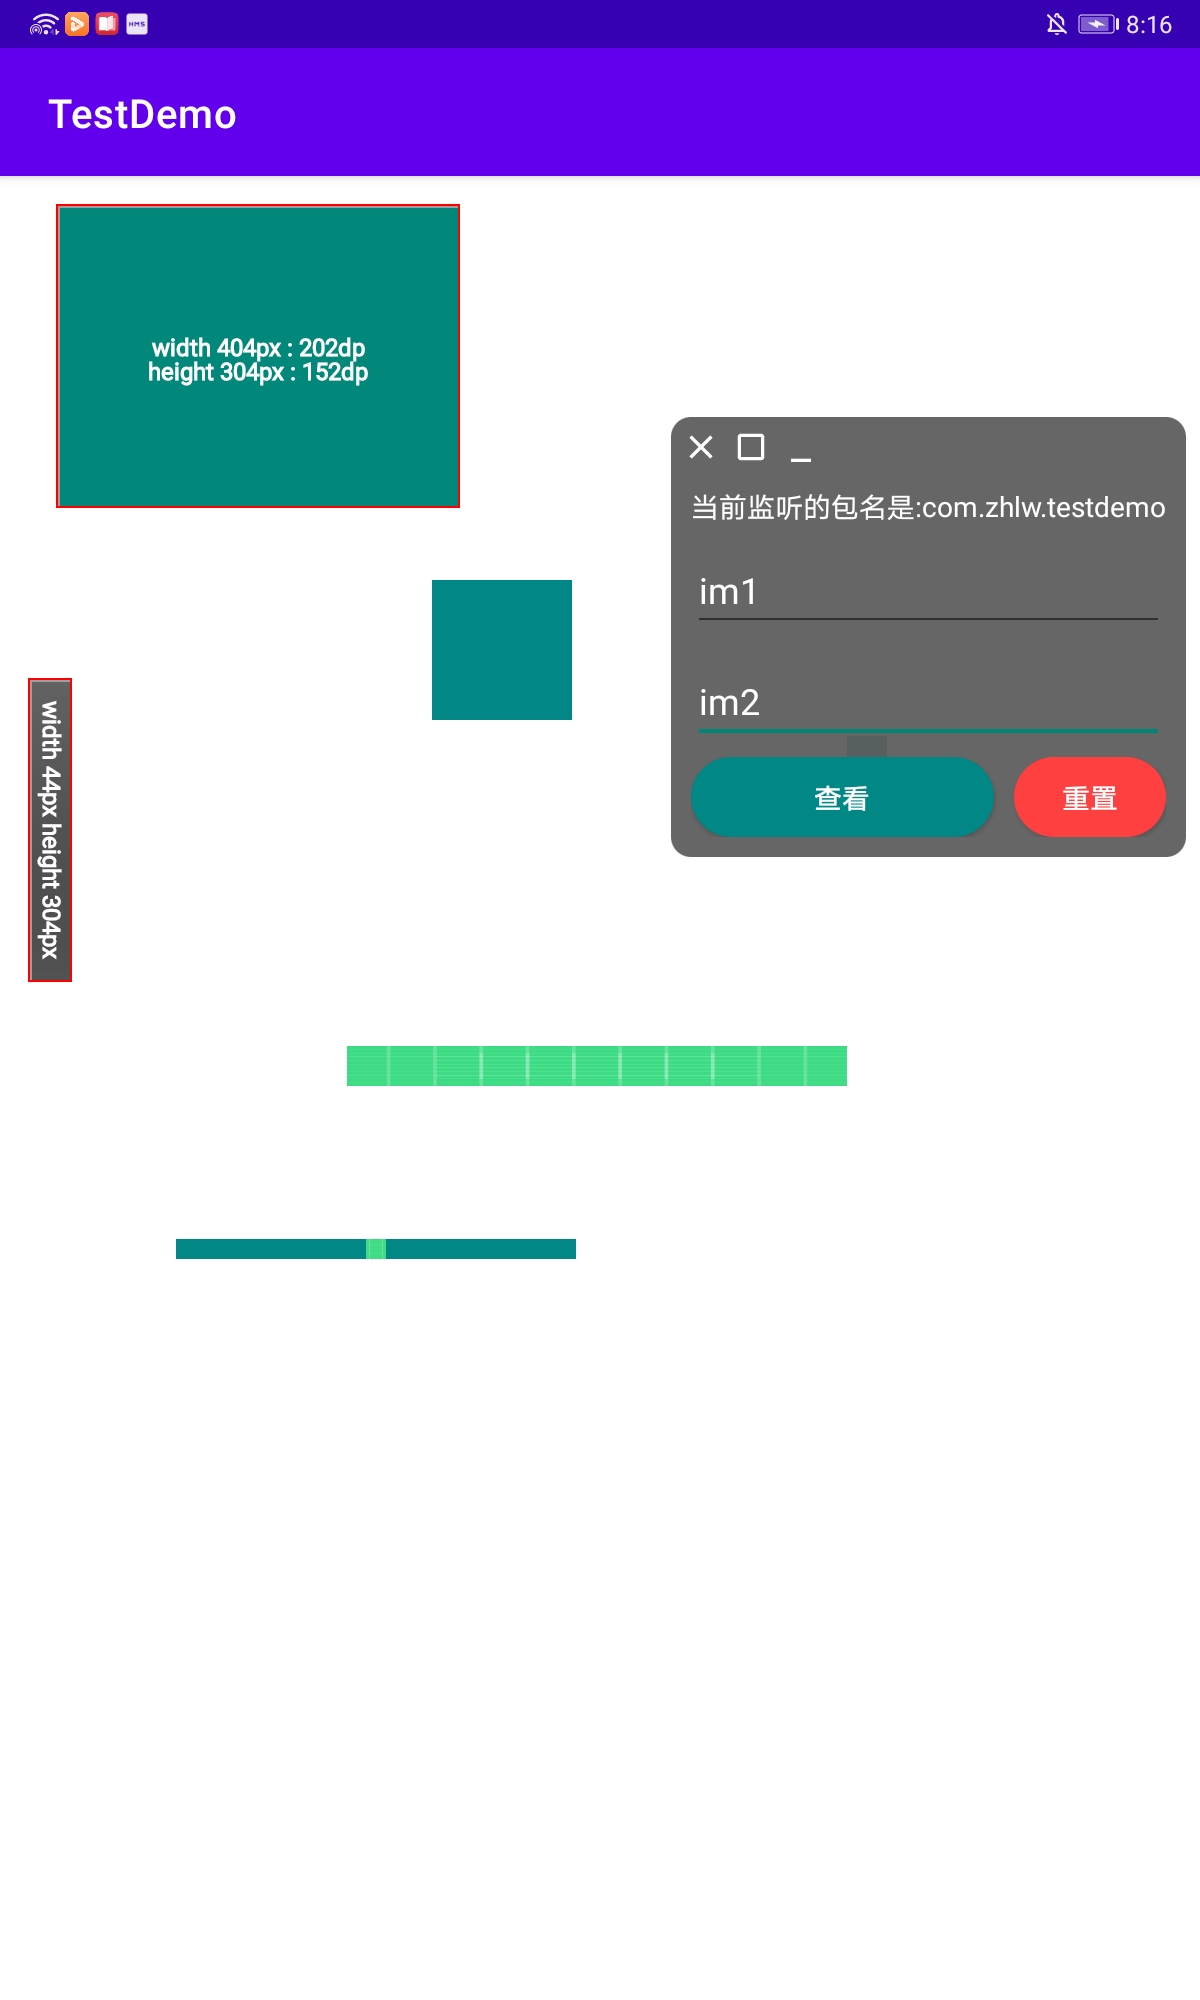 HMS
8:16
TestDemo
width 404px : 202dp
height 304px : 152dp
当前监听的包名是:com.zhlw.testdemo
im1
im2
查看
重置
width 44px height 304px